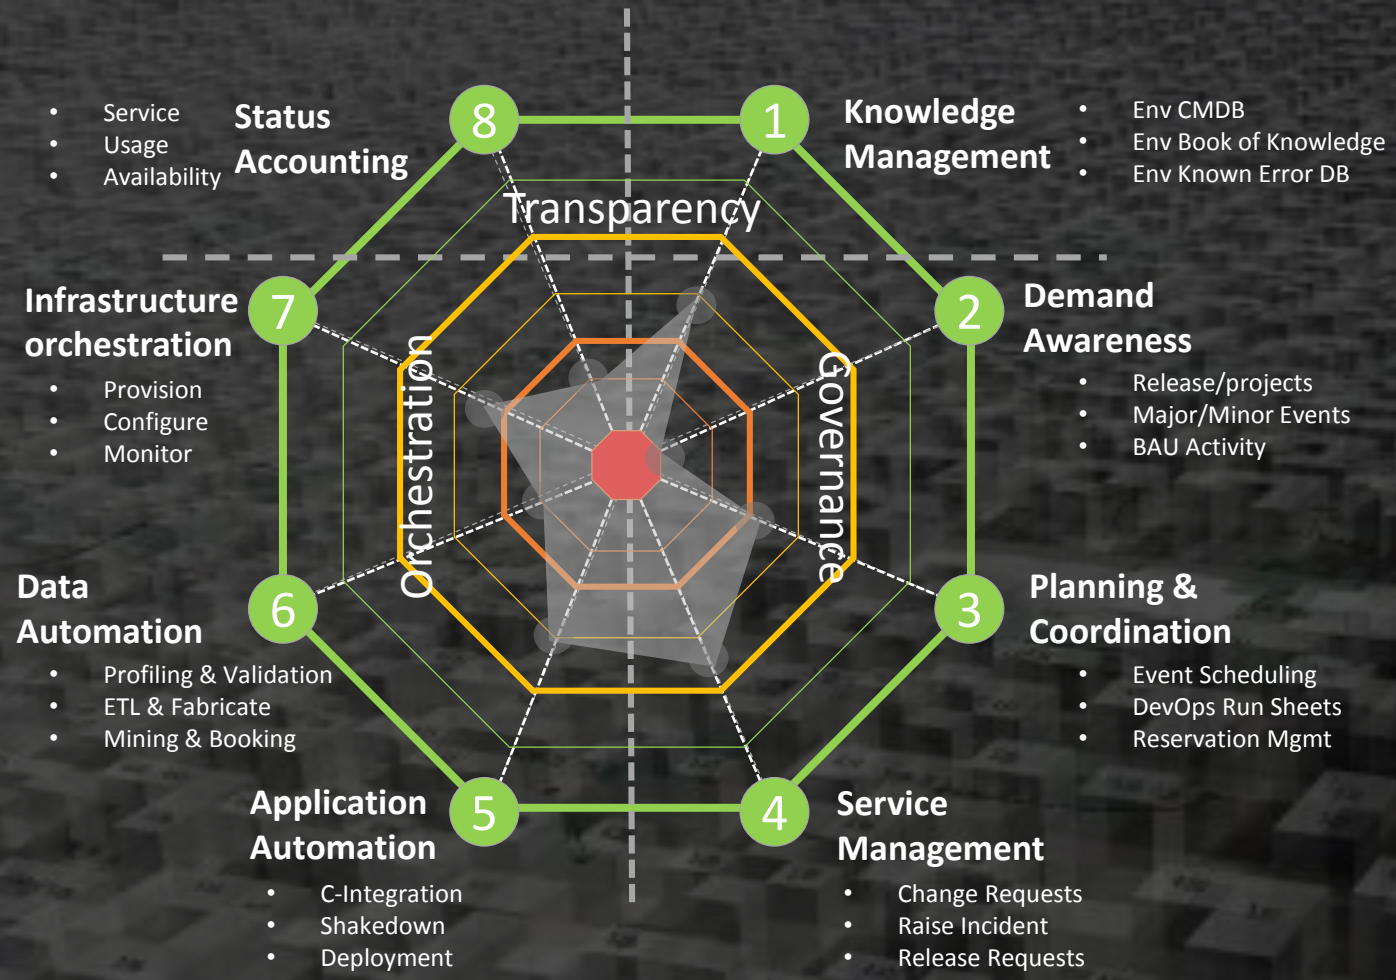 8
Status
Accounting
• Service
• Usage
• Availability
1
Knowledge
Management
• Env CMDB
• Env Book of Knowledge
• Env Known Error DB
Transparency
7
Infrastructure
orchestration
• Provision
• Configure
• Monitor
2
Demand
Awareness
• Release/projects
• Major/Minor Events
• BAU Activity
Orchestration
Governance
6
Data
Automation
• Profiling & Validation
• ETL & Fabricate
• Mining & Booking
3
Planning &
Coordination
• Event Scheduling
• DevOps Run Sheets
• Reservation Mgmt
5
Application
Automation
• C-Integration
• Shakedown
• Deployment
4
Service
Management
• Change Requests
• Raise Incident
• Release Requests